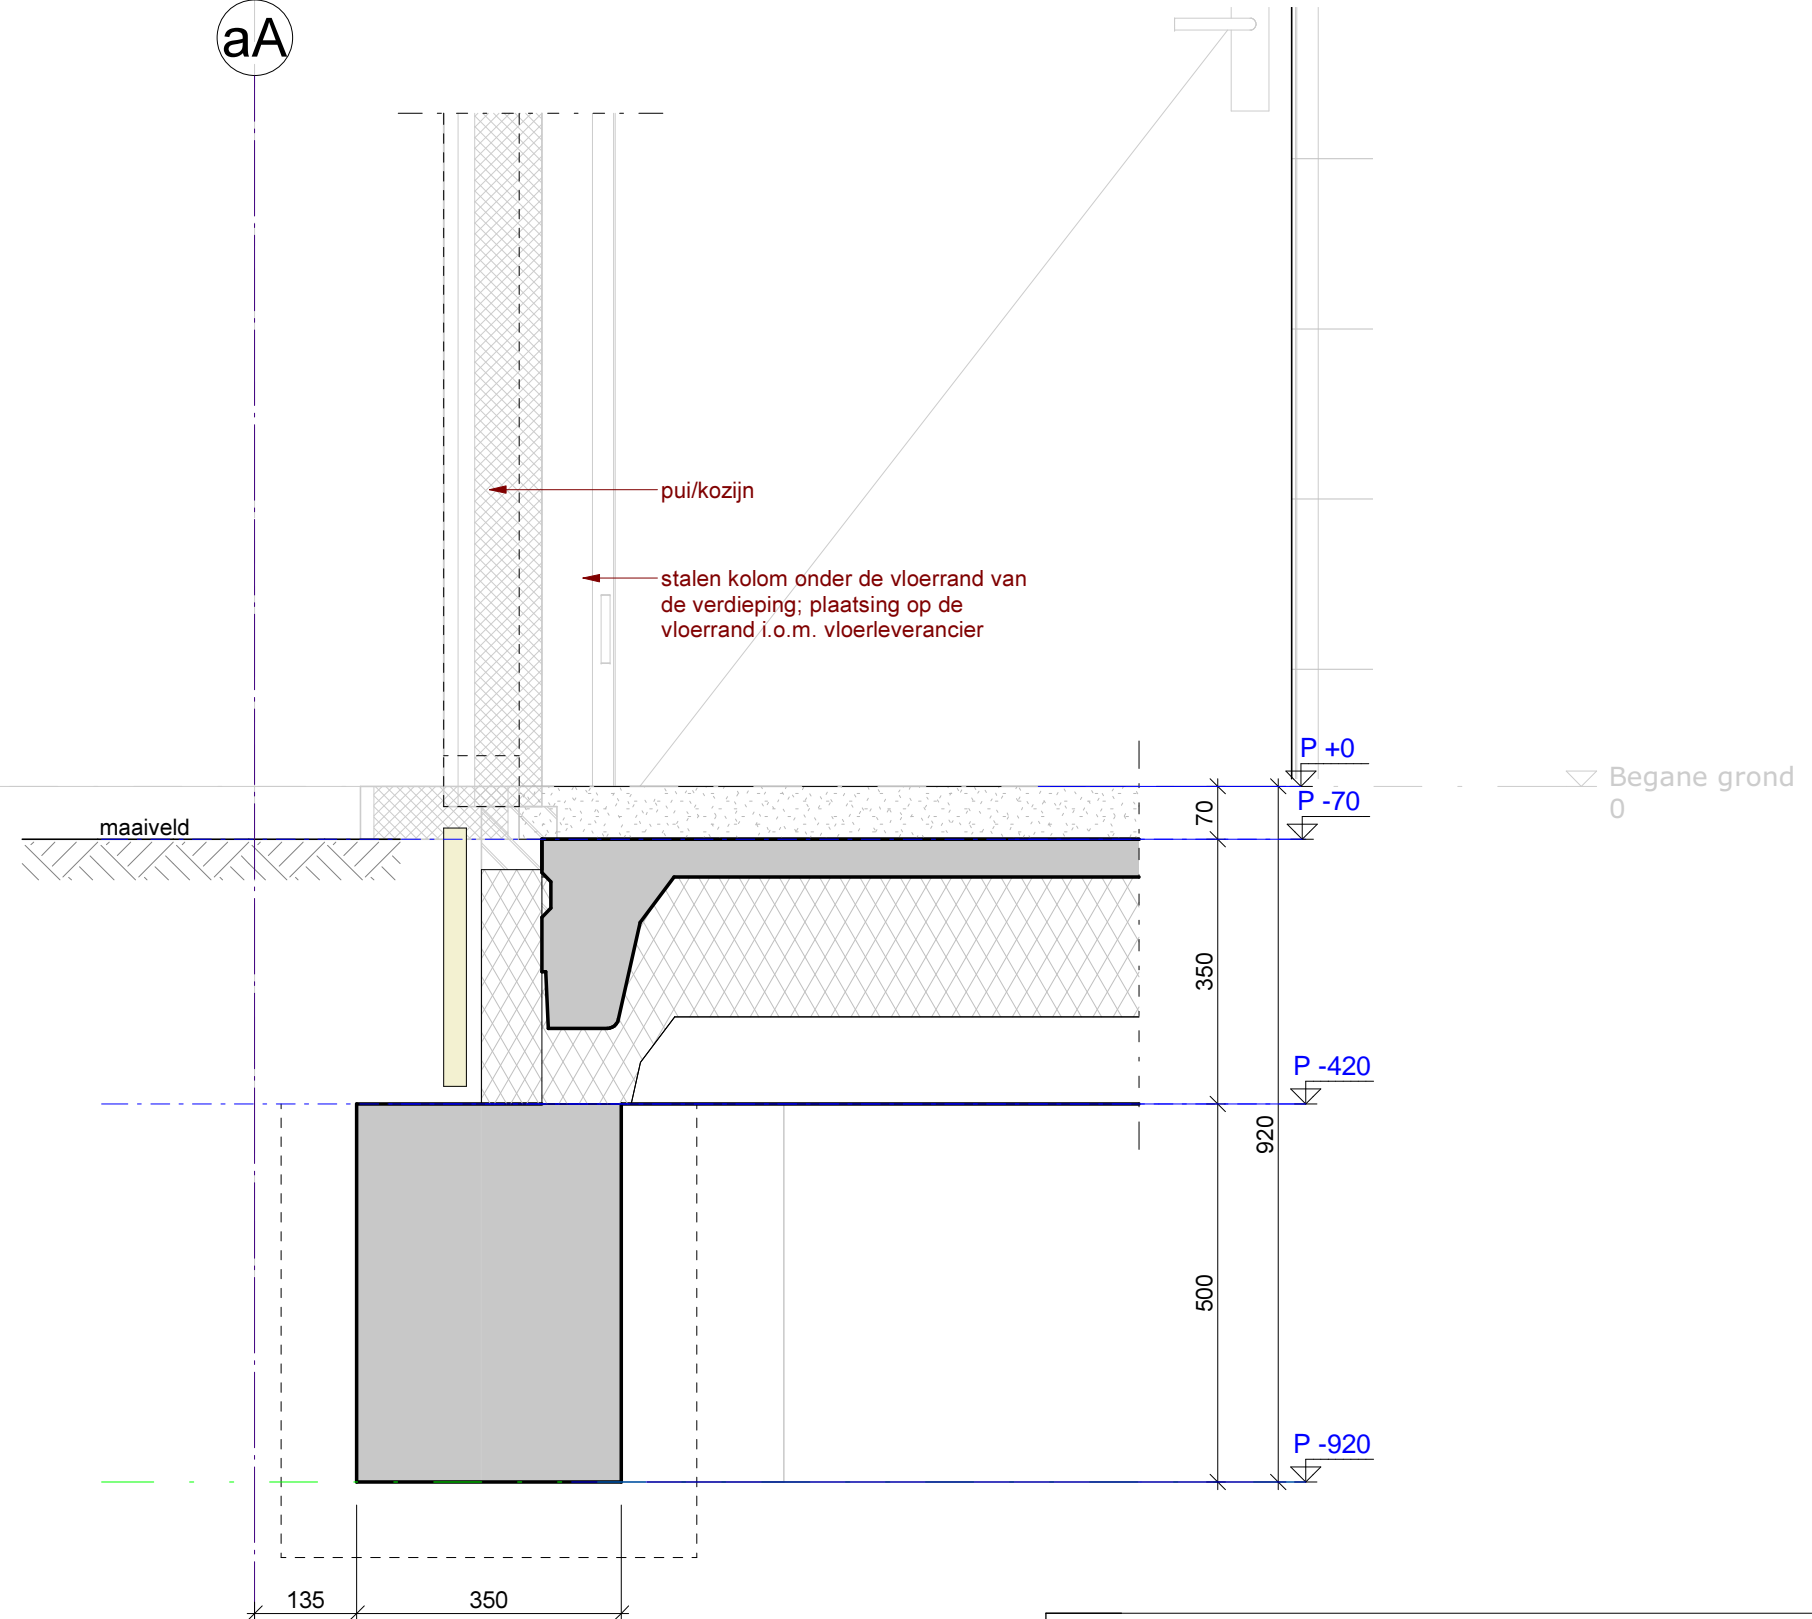 aA
pui/kozijn
stalen kolom onder de vloerrand van
de verdieping; plaatsing op de
vloerrand i.o.m. vloerleverancier
P +0
Begane grond
0
P -70
70
maaiveld
350
P -420
920
500
P -920
135
350